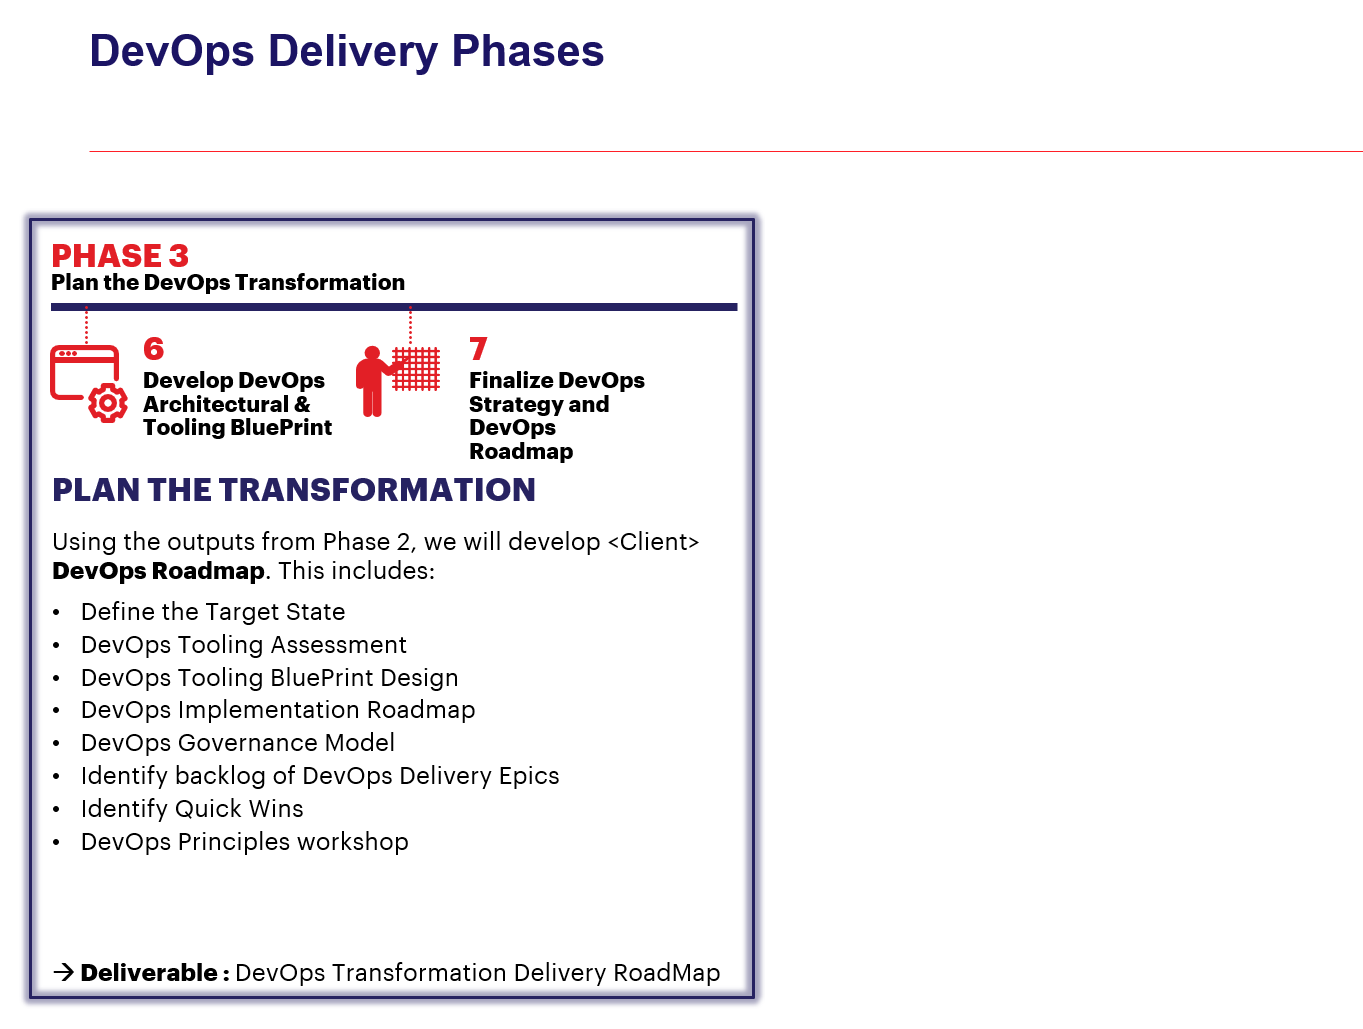 DevOps Delivery Phases
PHASE 3
Plan the DevOps Transformation
6
Develop DevOps
Architectural &
Tooling BluePrint
7
Finalize DevOps
Strategy and
DevOps
Roadmap
PLAN THE TRANSFORMATION
Using the outputs from Phase 2, we will develop <Client>
DevOps Roadmap. This includes:
• Define the Target State
• DevOps Tooling Assessment
• DevOps Tooling BluePrint Design
• DevOps Implementation Roadmap
• DevOps Governance Model
• Identify backlog of DevOps Delivery Epics
• Identify Quick Wins
• DevOps Principles workshop
→ Deliverable : DevOps Transformation Delivery RoadMap